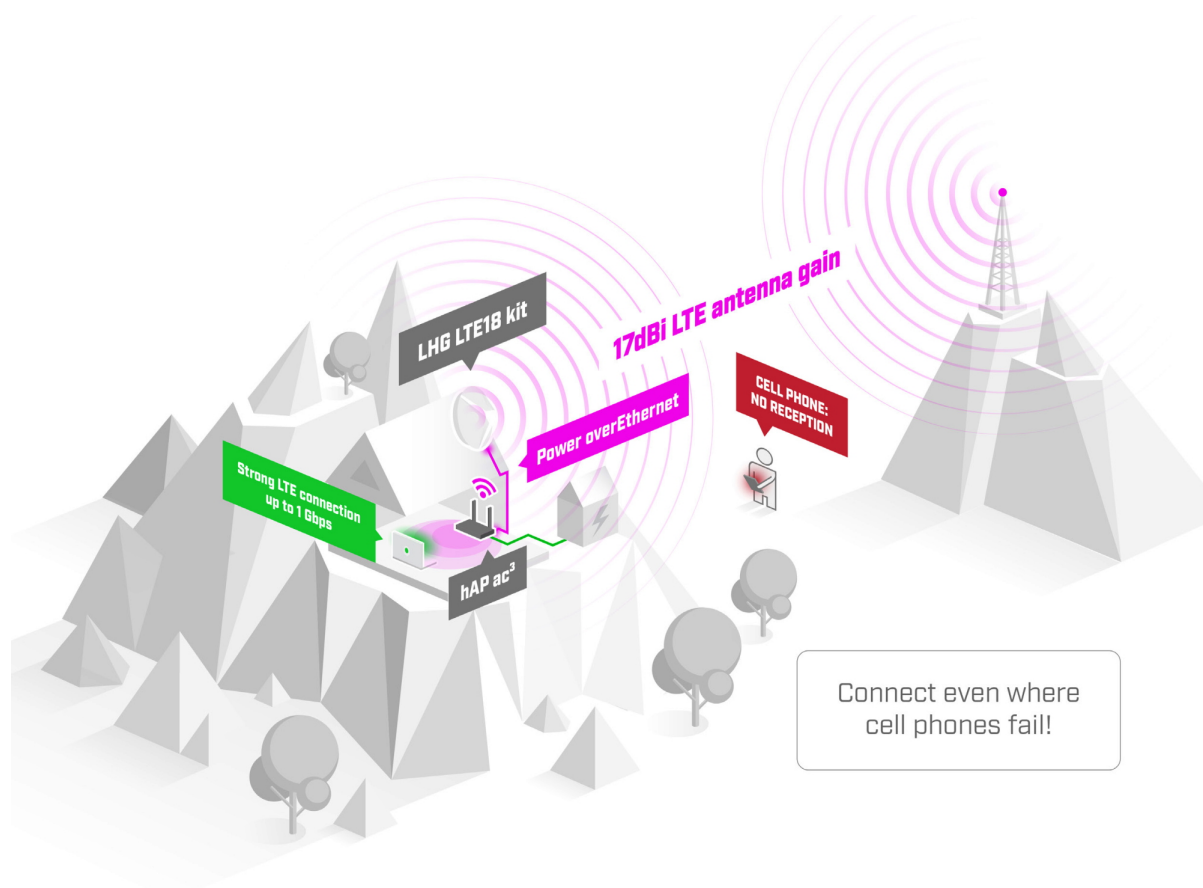 LHG LTE18 kit
17dBi LTE antenna gain
Power overEthernet
CELL PHONE:
NO RECEPTION
Strong LTE connection
up to 1 Gbps
hAP ac³
Connect even where
cell phones fail!